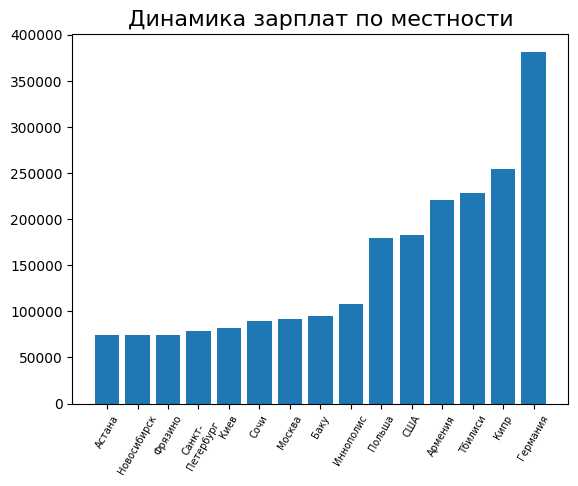 Динамика зарплат по местности
400000
350000
300000
250000
200000
150000
100000
50000
0
Астана
Новосибирск
Фрязино
Санкт-
Петербург
Киев
Сочи
Москва
Баку
Иннополис
Польша
США
Армения
Тбилиси
Кипр
Германия